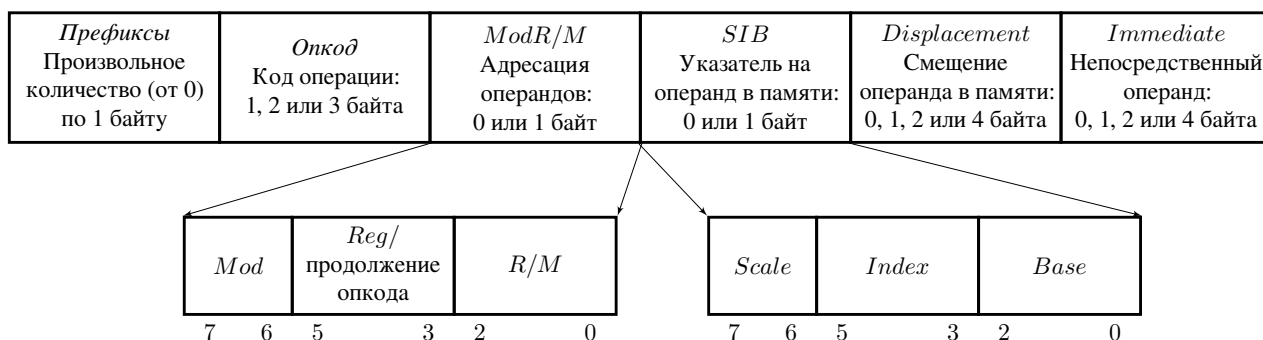 Префиксы
Произвольное
количество (от 0)
по 1 байту
Опкод
Код операции:
1, 2 или 3 байта
ModR/M
Адресация
операндов:
0 или 1 байт
SIB
Указатель на
операнд в памяти:
0 или 1 байт
Displacement
Смещение
операнда в памяти:
0, 1, 2 или 4 байта
Immediate
Непосредственный
операнд:
0, 1, 2 или 4 байта
Mod
Reg/
продолжение
опкода
R/M
7 6 5 3 2 0
Scale
Index
Base
7 6 5 3 2 0